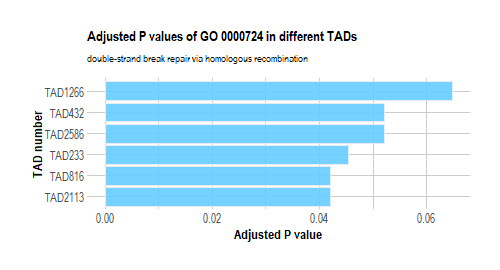 Adjusted P values of GO 0000724 in different TADs
double-strand break repair via homologous recombination
TAD1266
TAD432
TAD2586
TAD233
TAD816
TAD2113
TAD number
0.00 0.02 0.04 0.06
Adjusted P value